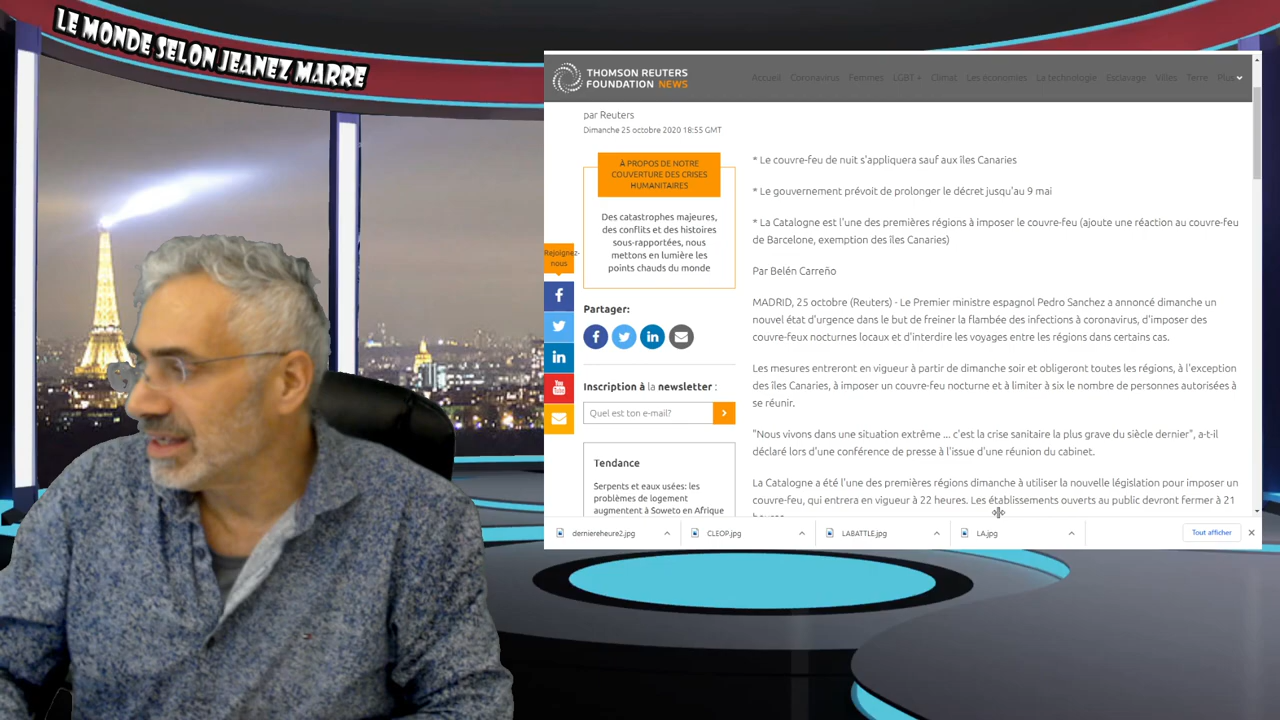 LE MONDE SELON JEANEZ MARRE
THOMSON REUTERS
FOUNDATION NEWS
Accueil Coronavirus Femmes LGBT + Climat Les économies La technologie Esclavage Villes Terre Plus
par Reuters
Dimanche 25 octobre 2020 18:55 GMT
À PROPOS DE NOTRE
COUVERTURE DES CRISES
HUMANITAIRES
Des catastrophes majeures,
des conflits et des histoires
sous-rapportées, nous
mettons en lumière les
points chauds du monde
Rejoignez-
nous
Partager:
Inscription à la newsletter :
Quel est ton e-mail?
Tendance
Serpents et eaux usées: les
problèmes de logement
augmentent à Soweto en Afrique
* Le couvre-feu de nuit s'appliquera sauf aux îles Canaries
* Le gouvernement prévoit de prolonger le décret jusqu'au 9 mai
* La Catalogne est l'une des premières régions à imposer le couvre-feu (ajoute une réaction au couvre-feu
de Barcelone, exemption des îles Canaries)
Par Belén Carreño
MADRID, 25 octobre (Reuters) - Le Premier ministre espagnol Pedro Sanchez a annoncé dimanche un
nouvel état d'urgence dans le but de freiner la flambée des infections à coronavirus, d'imposer des
couvre-feux nocturnes locaux et d'interdire les voyages entre les régions dans certains cas.
Les mesures entreront en vigueur à partir de dimanche soir et obligeront toutes les régions, à l'exception
des îles Canaries, à imposer un couvre-feu nocturne et à limiter à six le nombre de personnes autorisées à
se réunir.
"Nous vivons dans une situation extrême ... c'est la crise sanitaire la plus grave du siècle dernier", a-t-il
déclaré lors d'une conférence de presse à l'issue d'une réunion du cabinet.
La Catalogne a été l'une des premières régions dimanche à utiliser la nouvelle législation pour imposer un
couvre-feu, qui entrera en vigueur à 22 heures. Les établissements ouverts au public devront fermer à 21
derniereheure2.jpg CLEOP.jpg LABATTLE.jpg LA.jpg Tout afficher